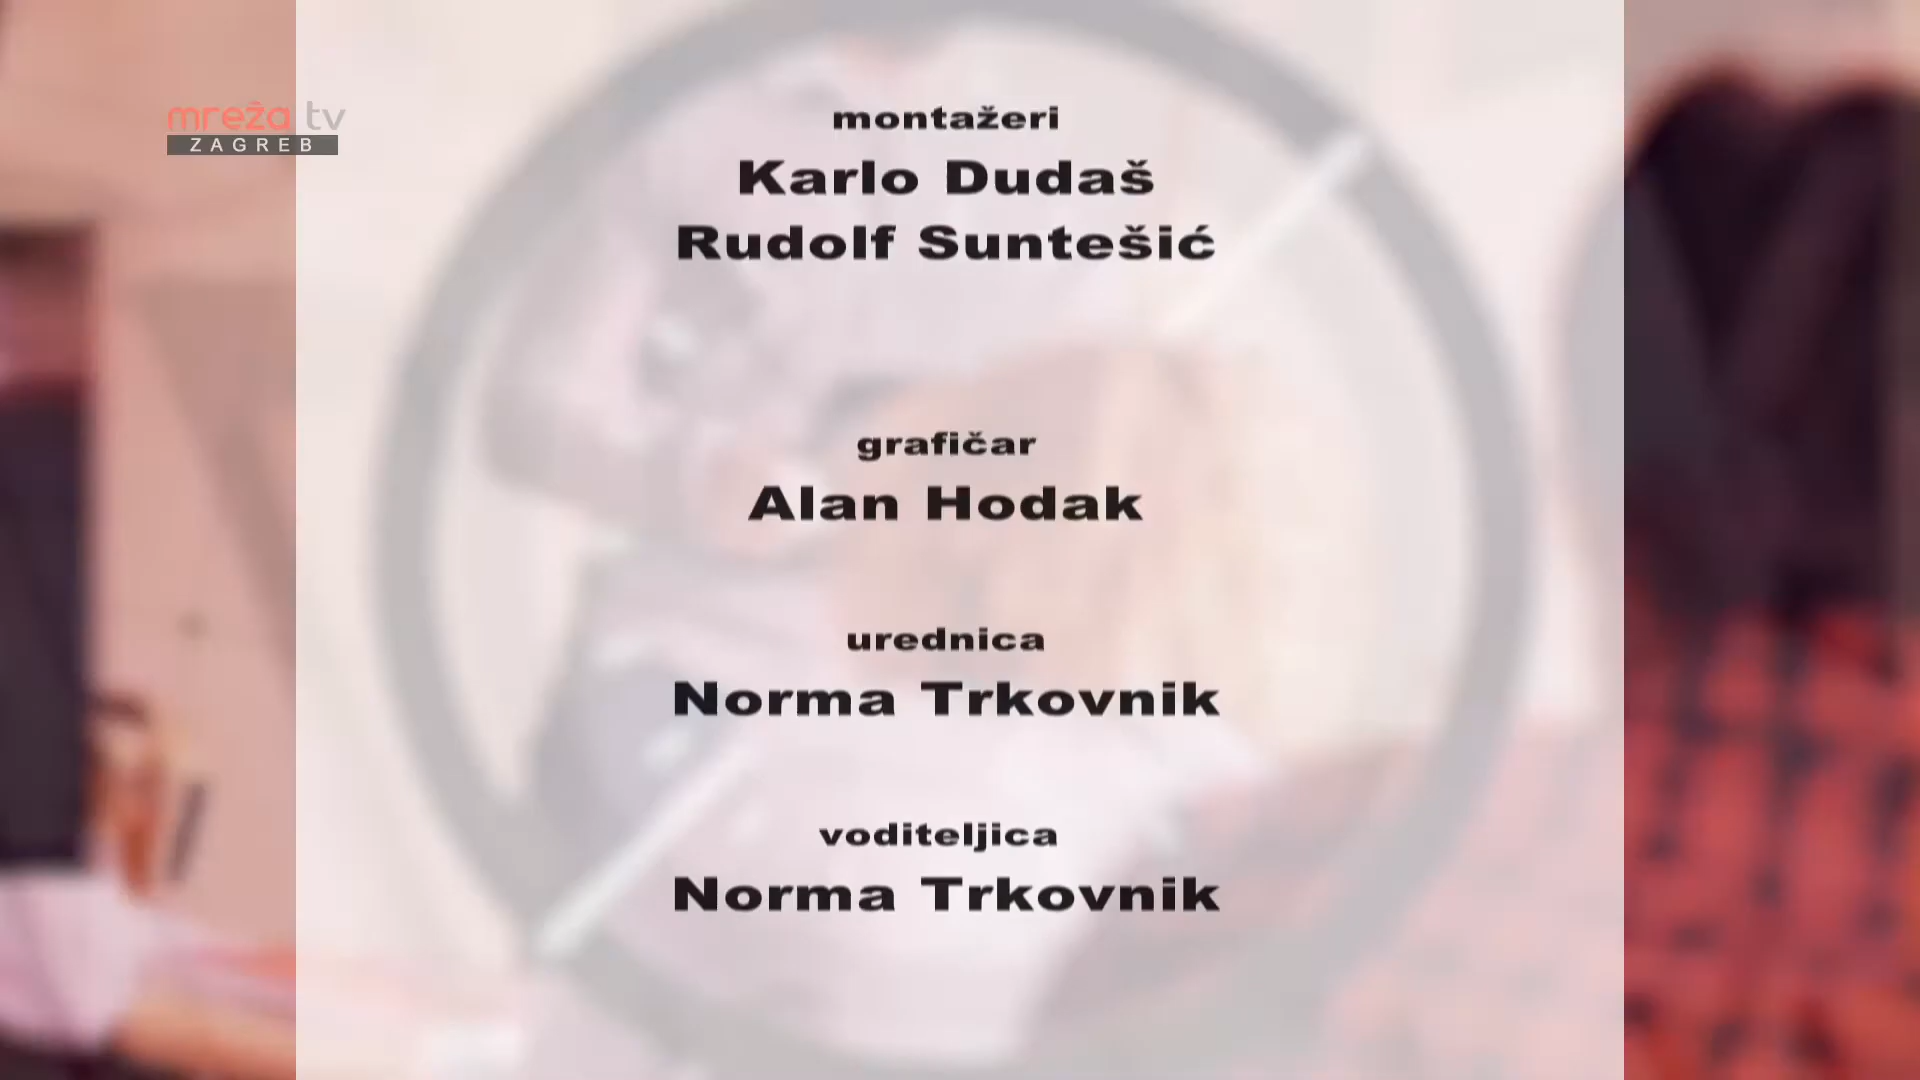 mreža tv
ZAGREB
montažeri
Karlo Dudaš
Rudolf Suntešić
grafičar
Alan Hodak
urednica
Norma Trkovnik
voditeljica
Norma Trkovnik